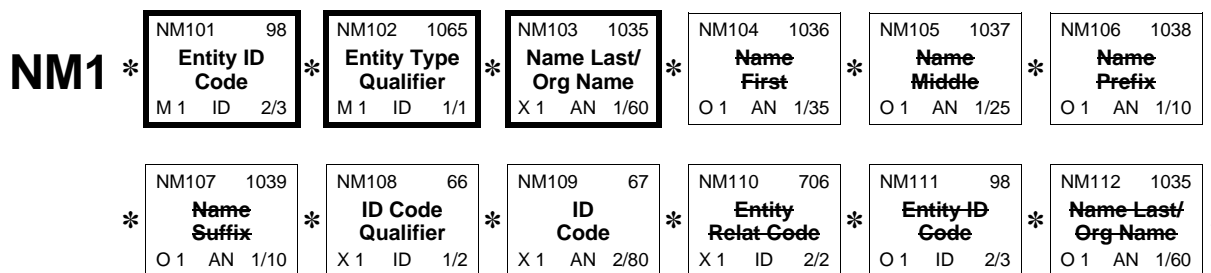 NM101 98 NM102 1065 NM103 1035 NM104 1036 NM105 1037 NM106 1038
NM1 * Entity ID * Entity Type * Name Last/ * Name * Name * Name
Code Qualifier Org Name First Middle Prefix
M 1 ID 2/3 M 1 ID 1/1 X 1 AN 1/60 O 1 AN 1/35 O 1 AN 1/25 O 1 AN 1/10
NM107 1039 NM108 66 NM109 67 NM110 706 NM111 98 NM112 1035
* Name * ID Code * ID * Entity * Entity ID * Name Last/
Suffix Qualifier Code Relat Code Code Org Name
O 1 AN 1/10 X 1 ID 1/2 X 1 AN 2/80 X 1 ID 2/2 O 1 ID 2/3 O 1 AN 1/60